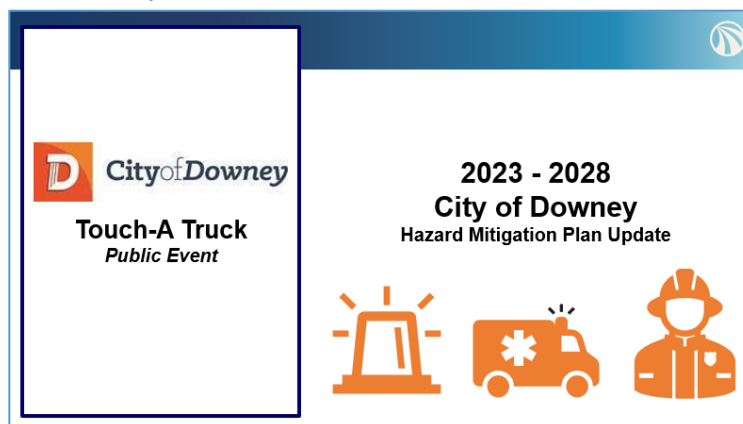 D CityofDowney
Touch-A Truck
Public Event
2023 - 2028
City of Downey
Hazard Mitigation Plan Update